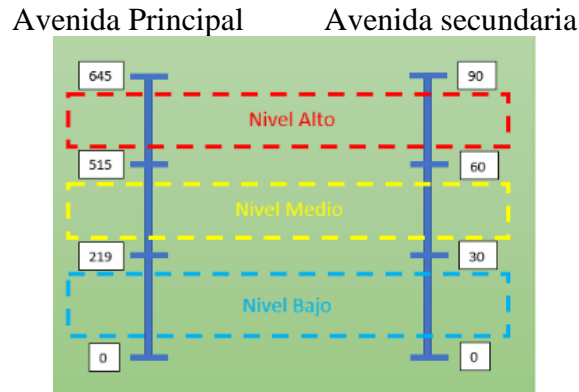 Avenida Principal Avenida secundaria
645 90
Nivel Alto
515 60
Nivel Medio
219 30
Nivel Bajo
0 0